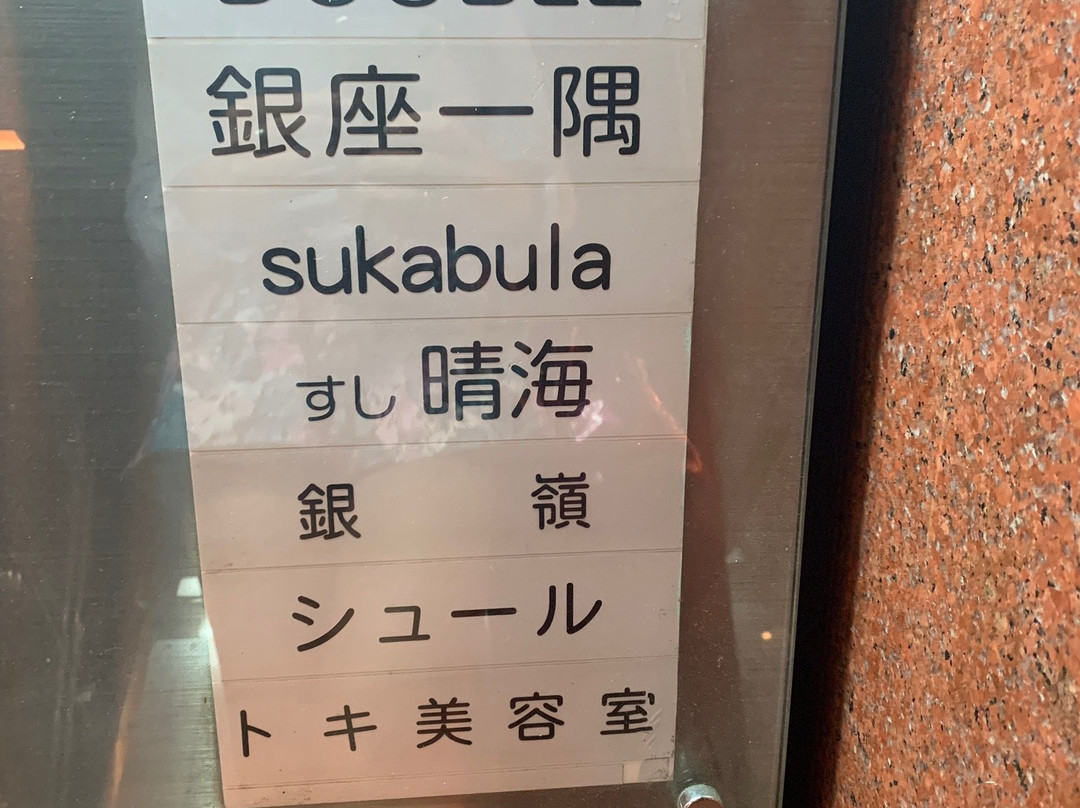 DOUBLE
銀座一隅
sukabula
すし 晴海
銀 嶺
シュール
トキ美容室